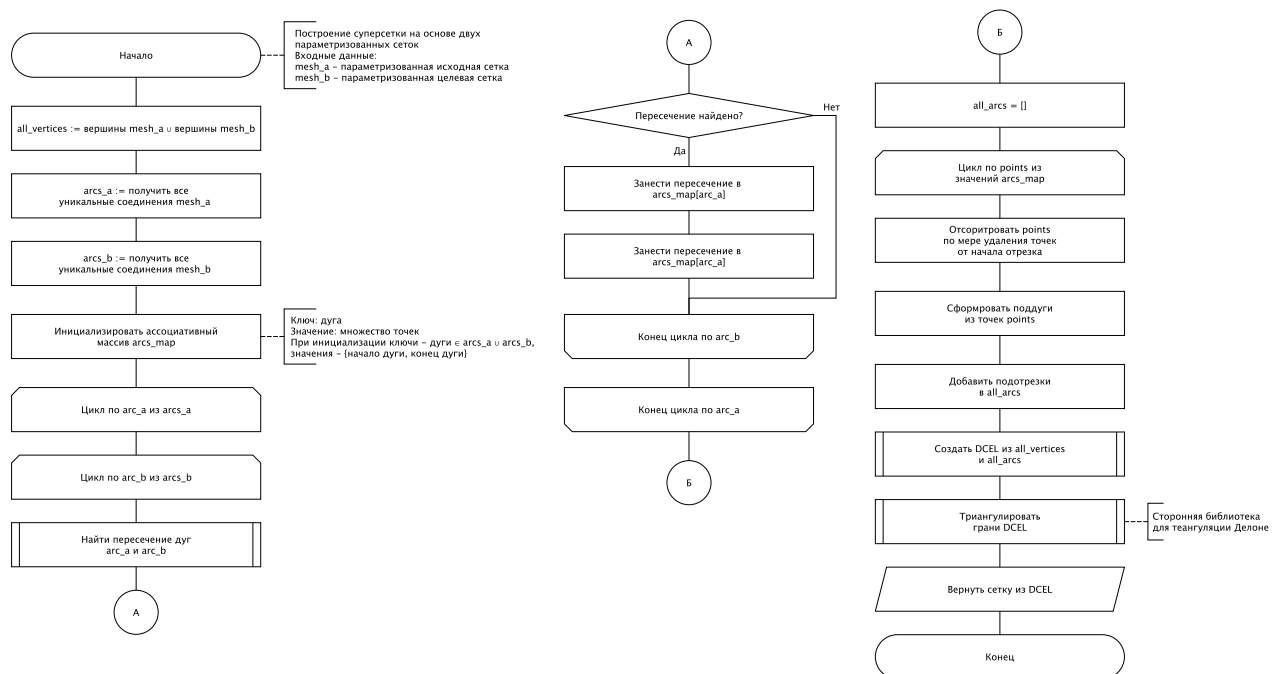 Начало
Построение суперсетки на основе двух
параметризованных сеток
Входные данные:
mesh_a – параметризованная исходная сетка
mesh_b – параметризованная целевая сетка
all_vertices := вершины mesh_a ∪ вершины mesh_b
arcs_a := получить все
уникальные соединения mesh_a
arcs_b := получить все
уникальные соединения mesh_b
Инициализировать ассоциативный
массив arcs_map
Ключ: дуга
Значение: множество точек
При инициализации ключи – дуги ∈ arcs_a ∪ arcs_b,
значения – {начало дуги, конец дуги}
Цикл по arc_a из arcs_a
Цикл по arc_b из arcs_b
Найти пересечение дуг
arc_a и arc_b
А
А
Пересечение найдено?
Нет
Да
Занести пересечение в
arcs_map[arc_a]
Занести пересечение в
arcs_map[arc_a]
Конец цикла по arc_b
Конец цикла по arc_a
Б
Б
all_arcs = []
Цикл по points из
значений arcs_map
Отсоритровать points
по мере удаления точек
от начала отрезка
Сформировать поддуги
из точек points
Добавить подотрезки
в all_arcs
Создать DCEL из all_vertices
и all_arcs
Триангулировать
грани DCEL
Сторонняя библиотека
для теангуляции Делоне
Вернуть сетку из DCEL
Конец